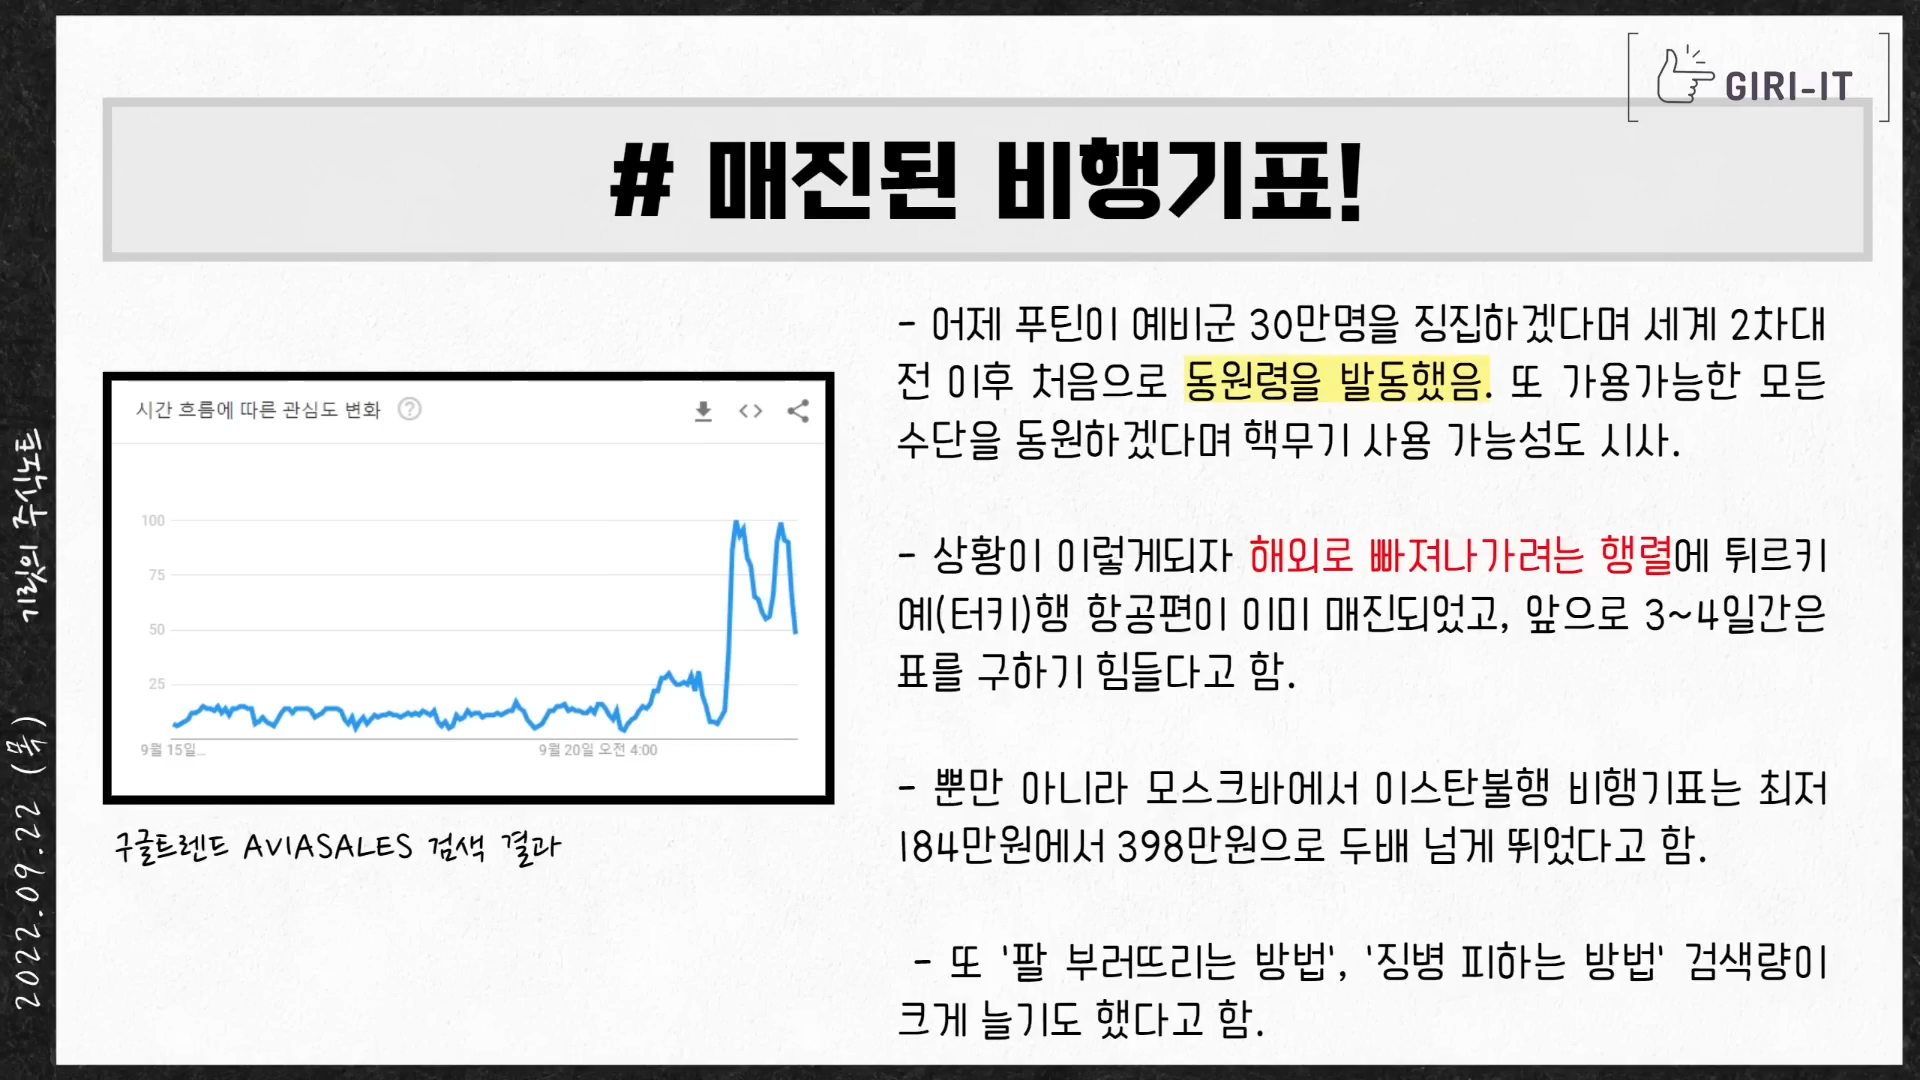 GIRI-IT
# 매진된 비행기표!
- 어제 푸틴이 예비군 30만명을 징집하겠다며 세계 2차대
전 이후 처음으로 동원령을 발동했음. 또 가용가능한 모든
수단을 동원하겠다며 핵무기 사용 가능성도 시사.
- 상황이 이렇게되자 해외로 빠져나가려는 행렬에 튀르키
예(터키)행 항공편이 이미 매진되었고, 앞으로 3~4일간은
표를 구하기 힘들다고 함.
- 뿐만 아니라 모스크바에서 이스탄불행 비행기표는 최저
184만원에서 398만원으로 두배 넘게 뛰었다고 함.
- 또 '팔 부러뜨리는 방법', '징병 피하는 방법' 검색량이
크게 늘기도 했다고 함.
시간 흐름에 따른 관심도 변화 ?
100
75
50
25
9월 15일...
9월 20일 오전 4:00
구글트렌드 AVIASALES 검색 결과
2022.09.22 (목) 기릿의 주식노트